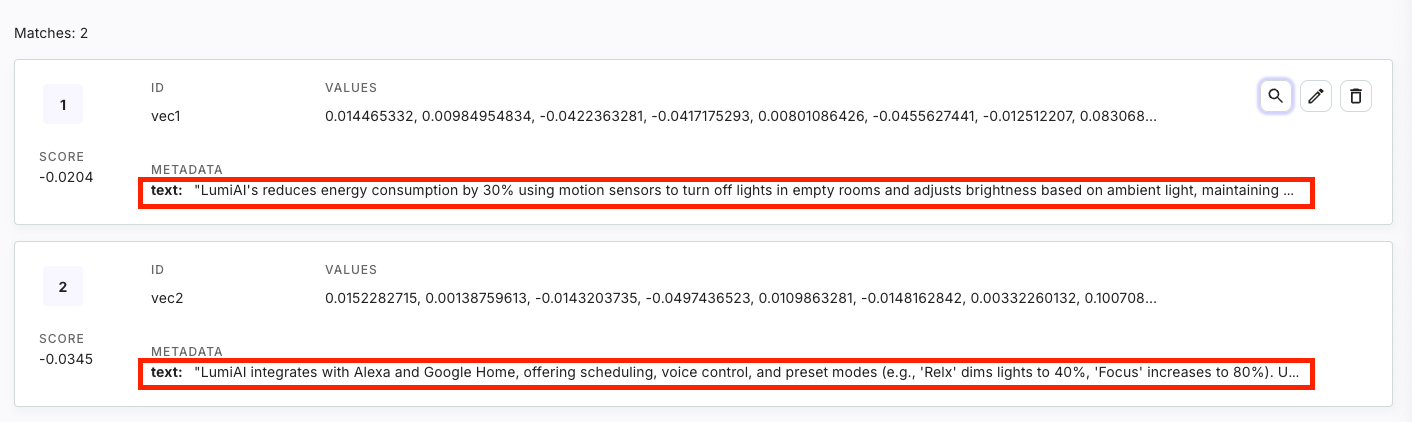 Matches: 2
1
ID
VALUES
vec1
0.014465332, 0.00984954834, -0.0422363281, -0.0417175293, 0.00801086426, -0.0455627441, -0.012512207, 0.083068...
SCORE
-0.0204
METADATA
text: "LumiAI's reduces energy consumption by 30% using motion sensors to turn off lights in empty rooms and adjusts brightness based on ambient light, maintaining ...
2
ID
VALUES
vec2
0.0152282715, 0.00138759613, -0.0143203735, -0.0497436523, 0.0109863281, -0.0148162842, 0.00332260132, 0.100708...
SCORE
-0.0345
METADATA
text: "LumiAI integrates with Alexa and Google Home, offering scheduling, voice control, and preset modes (e.g., 'Relx' dims lights to 40%, 'Focus' increases to 80%). U...